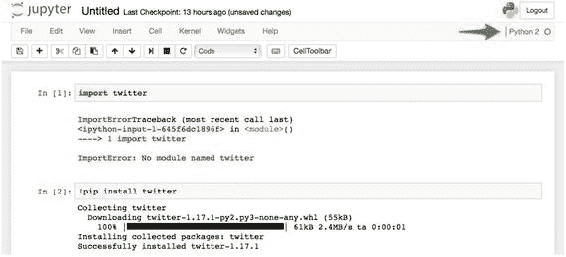 jupyter Untitled Last Checkpoint: 13 hours ago (unsaved changes) Logout
File Edit View Insert Cell Kernel Widgets Help Python 2
Code CellToolbar
In [1]: import twitter
ImportErrorTraceback (most recent call last)
<ipython-input-1-645f6dc1896f> in <module>()
----> 1 import twitter
ImportError: No module named twitter
In [2]: !pip install twitter
Collecting twitter
Downloading twitter-1.17.1-py2.py3-none-any.whl (55kB)
100% || 61kB 2.4MB/s ta 0:00:01
Installing collected packages: twitter
Successfully installed twitter-1.17.1